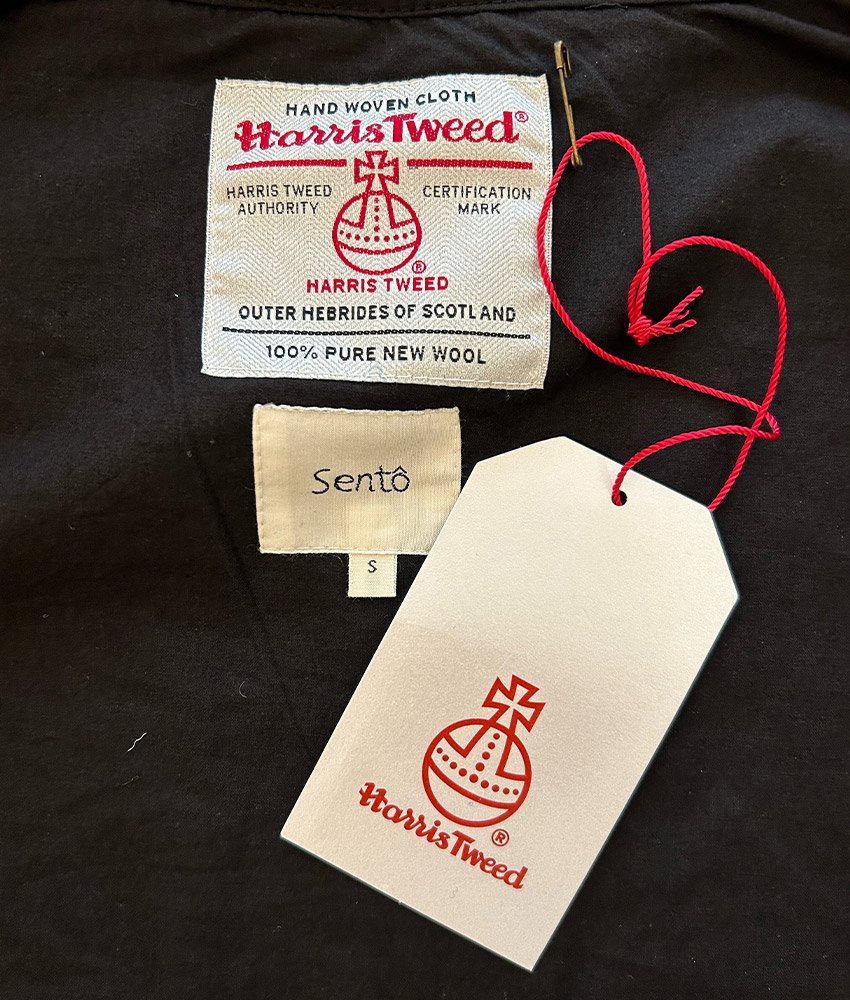 HAND WOVEN CLOTH
Harris Tweed®
HARRIS TWEED
AUTHORITY
CERTIFICATION
MARK
®
HARRIS TWEED
OUTER HEBRIDES OF SCOTLAND
100% PURE NEW WOOL
Sentô
S
®
Harris Tweed